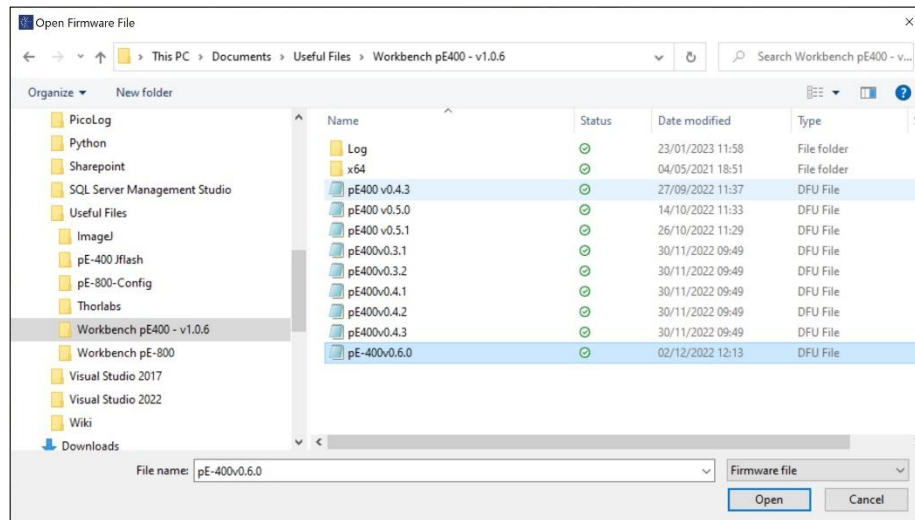 Open Firmware File
This PC > Documents > Useful Files > Workbench pE400 - v1.0.6
Search Workbench pE400 - v...
Organize
New folder
PicoLog
Python
Sharepoint
SQL Server Management Studio
Useful Files
ImageJ
pE-400 Jflash
pE-800-Config
Thorlabs
Workbench pE400 - v1.0.6
Workbench pE-800
Visual Studio 2017
Visual Studio 2022
Wiki
Downloads
Name Status Date modified Type
Log 23/01/2023 11:58 File folder
x64 04/05/2021 18:51 File folder
pE400 v0.4.3 27/09/2022 11:37 DFU File
pE400 v0.5.0 14/10/2022 11:33 DFU File
pE400 v0.5.1 26/10/2022 11:29 DFU File
pE400v0.3.1 30/11/2022 09:49 DFU File
pE400v0.3.2 30/11/2022 09:49 DFU File
pE400v0.4.1 30/11/2022 09:49 DFU File
pE400v0.4.2 30/11/2022 09:49 DFU File
pE400v0.4.3 30/11/2022 09:49 DFU File
pE-400v0.6.0 02/12/2022 12:13 DFU File
File name: pE-400v0.6.0 Firmware file
Open Cancel